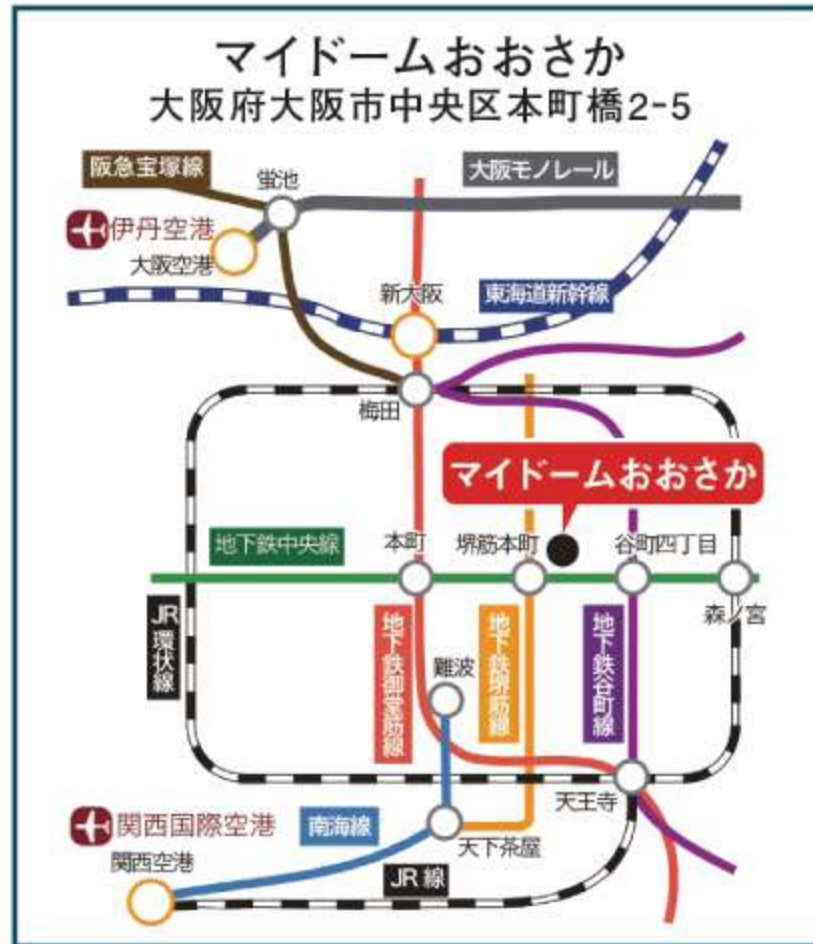 マイドームおおさか
大阪府大阪市中央区本町橋2-5
阪急宝塚線
蛍池
大阪モノレール
伊丹空港
大阪空港
新大阪
東海道新幹線
梅田
マイドームおおさか
地下鉄中央線
本町
堺筋本町
谷町四丁目
森ノ宮
JR環状線
地下鉄御堂筋線
難波
地下鉄堺筋線
地下鉄谷町線
天王寺
関西国際空港
南海線
天下茶屋
関西空港
JR線